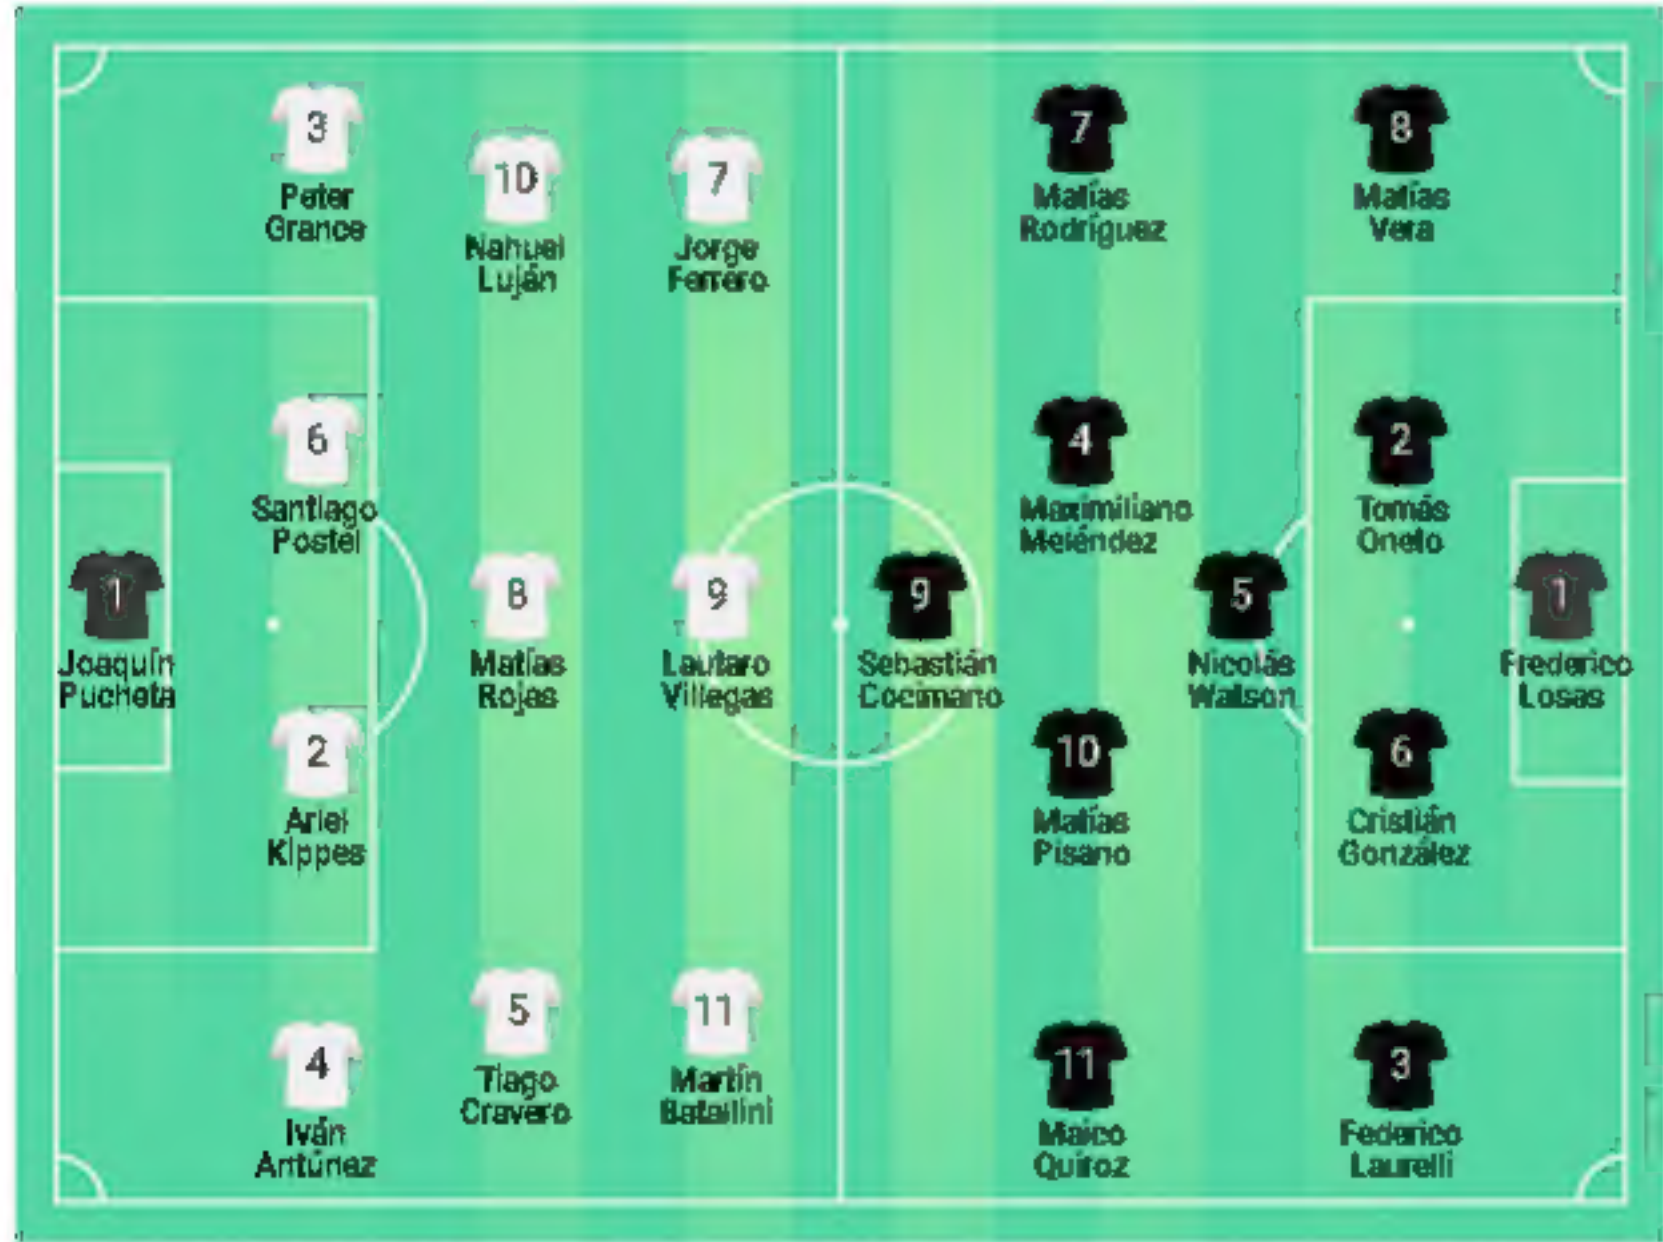 3
Peter
Grance
10
Nahuel
Luján
7
Jorge
Ferrero
7
Matías
Rodríguez
8
Matías
Vera
6
Santiago
Postel
4
Maximiliano
Meléndez
2
Tomás
Oneto
1
Joaquín
Pucheta
8
Matías
Rojas
9
Lautaro
Villegas
9
Sebastián
Cocimano
5
Nicolás
Watson
1
Frederico
Losas
2
Ariel
Kippes
10
Matías
Pisano
6
Cristián
González
4
Iván
Antúnez
5
Tiago
Cravero
11
Martín
Batallini
11
Maico
Quiroz
3
Federico
Laurelli